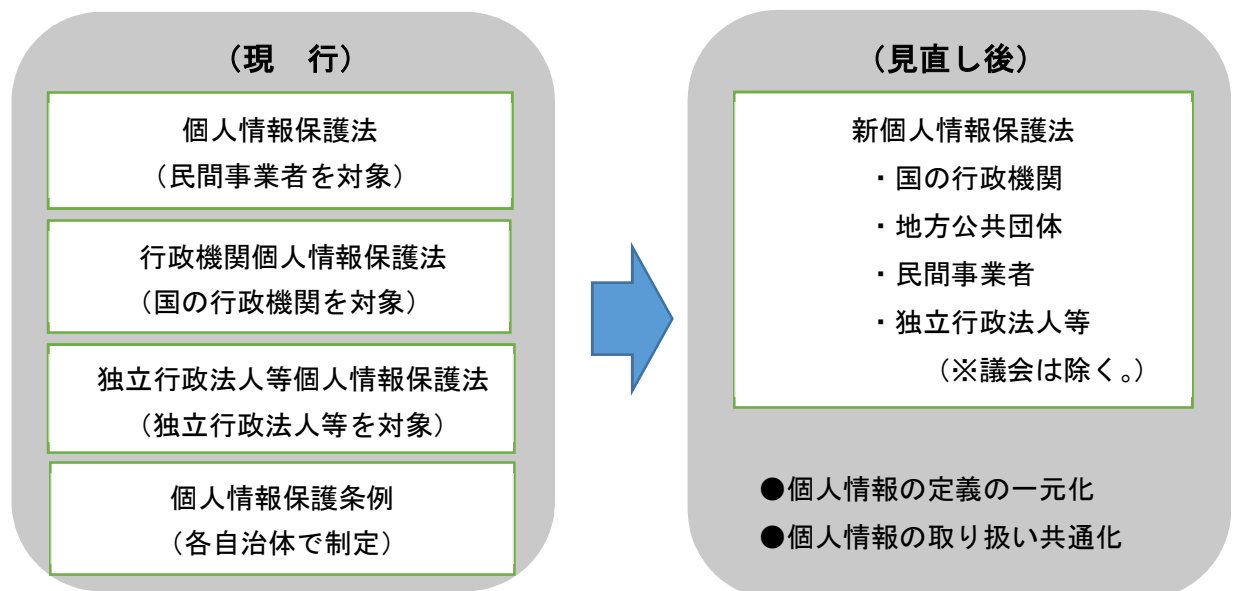 （現　行）
個人情報保護法
（民間事業者を対象）
行政機関個人情報保護法
（国の行政機関を対象）
独立行政法人等個人情報保護法
（独立行政法人等を対象）
個人情報保護条例
（各自治体で制定）
（見直し後）
新個人情報保護法
・国の行政機関
・地方公共団体
・民間事業者
・独立行政法人等
（※議会は除く。）
●個人情報の定義の一元化
●個人情報の取り扱い共通化